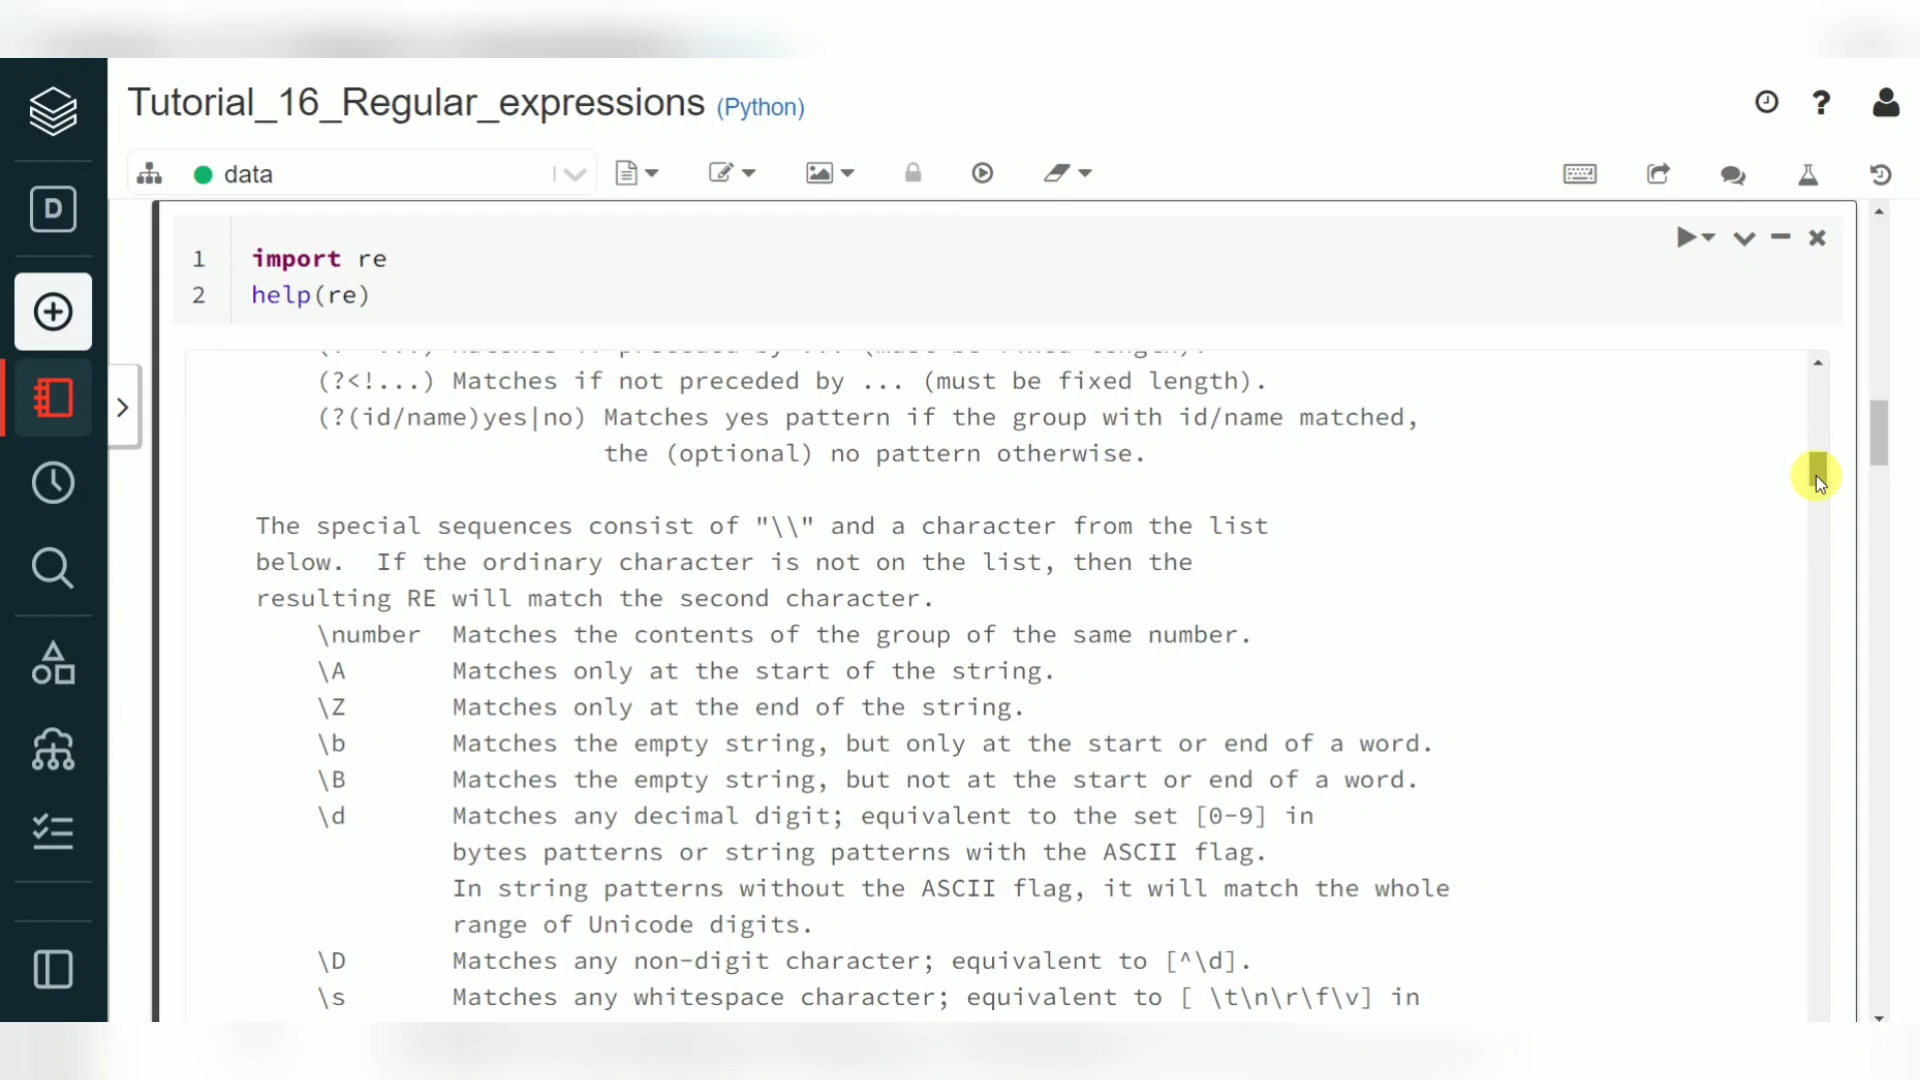 Tutorial_16_Regular_expressions (Python)
data
D
1 import re
2 help(re)
(?<!...) Matches if not preceded by ... (must be fixed length).
(?(id/name)yes|no) Matches yes pattern if the group with id/name matched,
the (optional) no pattern otherwise.
The special sequences consist of "\\" and a character from the list
below.  If the ordinary character is not on the list, then the
resulting RE will match the second character.
\number  Matches the contents of the group of the same number.
\A       Matches only at the start of the string.
\Z       Matches only at the end of the string.
\b       Matches the empty string, but only at the start or end of a word.
\B       Matches the empty string, but not at the start or end of a word.
\d       Matches any decimal digit; equivalent to the set [0-9] in
bytes patterns or string patterns with the ASCII flag.
In string patterns without the ASCII flag, it will match the whole
range of Unicode digits.
\D       Matches any non-digit character; equivalent to [^\d].
\s       Matches any whitespace character; equivalent to [ \t\n\r\f\v] in